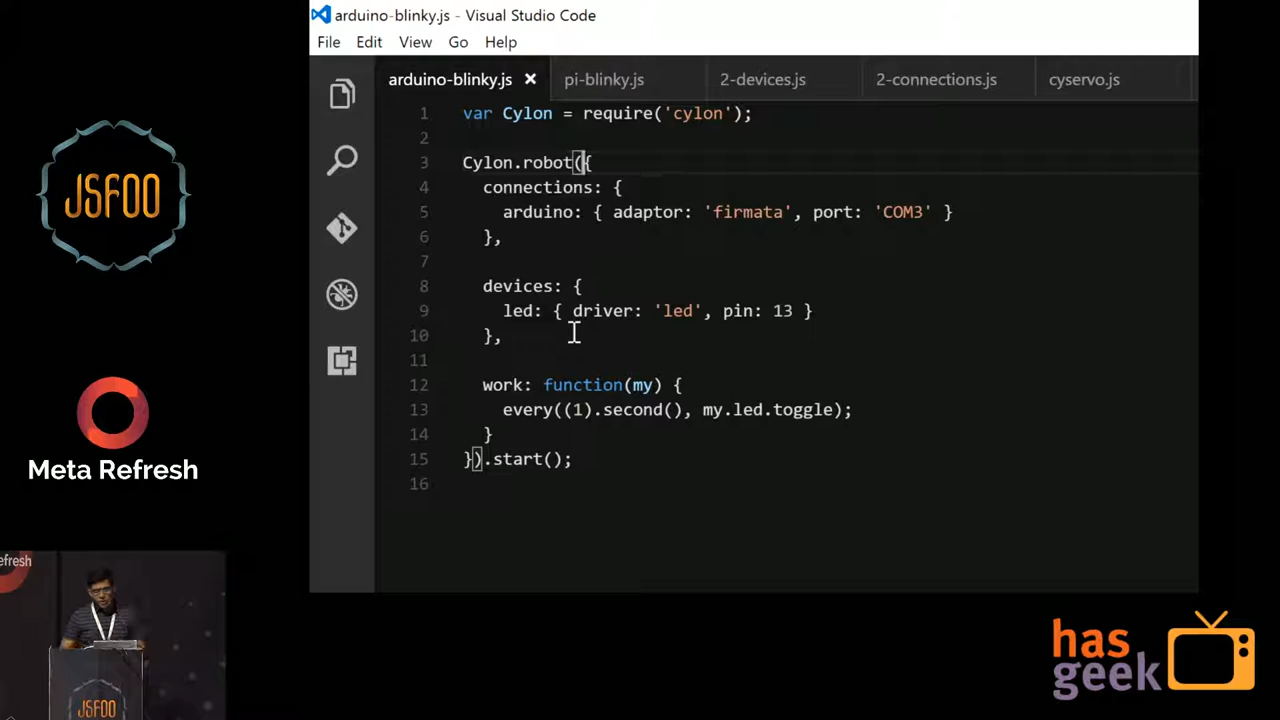 arduino-blinky.js - Visual Studio Code
File Edit View Go Help
arduino-blinky.js pi-blinky.js 2-devices.js 2-connections.js cyservo.js
1 var Cylon = require('cylon');
2
3 Cylon.robot({
4 connections: {
5 arduino: { adaptor: 'firmata', port: 'COM3' }
6 },
7
8 devices: {
9 led: { driver: 'led', pin: 13 }
10 },
11
12 work: function(my) {
13 every((1).second(), my.led.toggle);
14 }
15 }).start();
16
JSFOO
Meta Refresh
efresh
JSFOO
has
geek